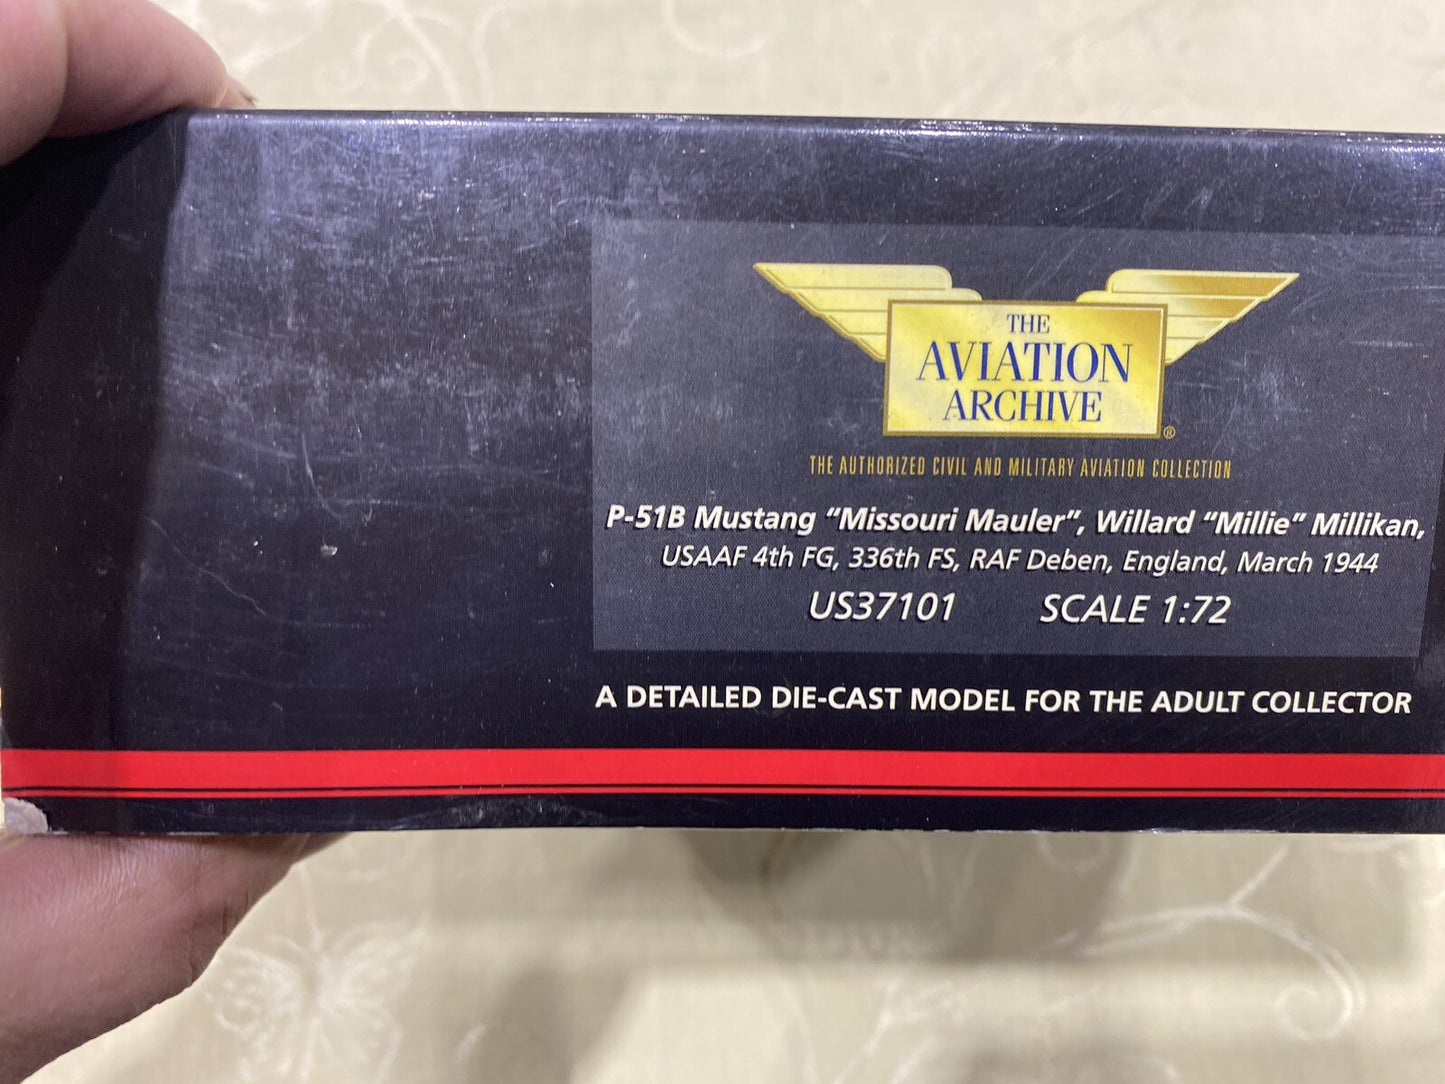 THE
AVIATION
ARCHIVE
®
THE AUTHORIZED CIVIL AND MILITARY AVIATION COLLECTION
P-51B Mustang “Missouri Mauler”, Willard “Millie” Millikan,
USAAF 4th FG, 336th FS, RAF Deben, England, March 1944
US37101 SCALE 1:72
A DETAILED DIE-CAST MODEL FOR THE ADULT COLLECTOR